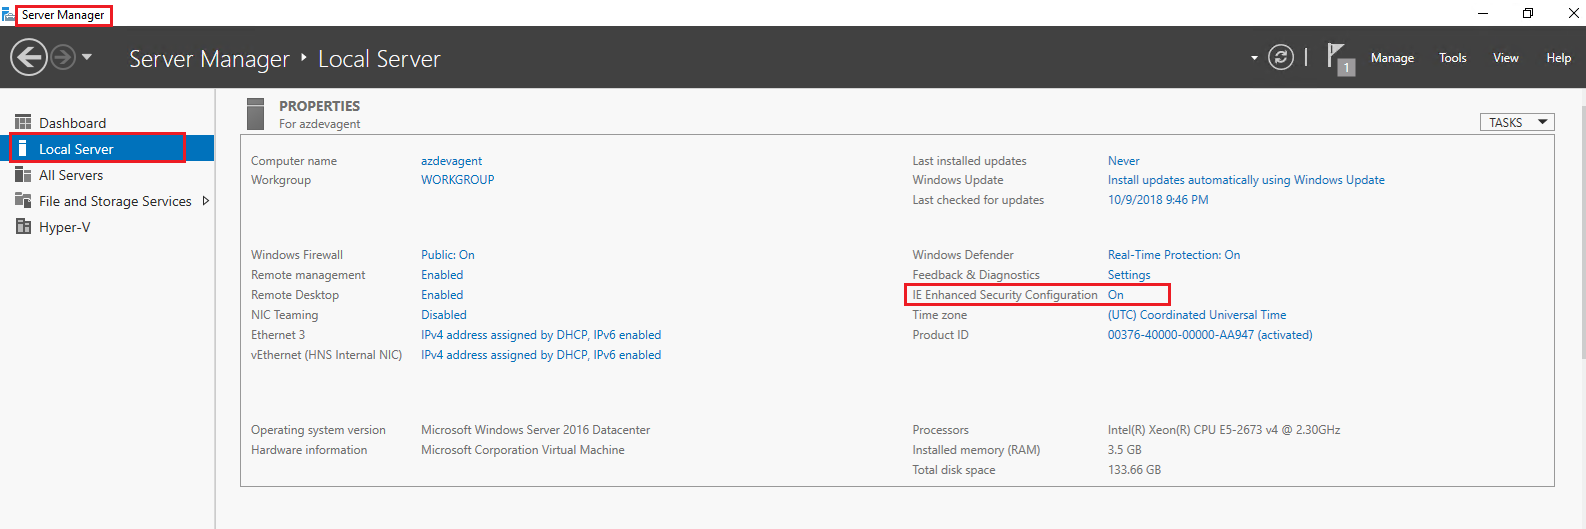 Server Manager
Server Manager ‣ Local Server
1
Manage
Tools
View
Help
Dashboard
Local Server
All Servers
File and Storage Services
Hyper-V
PROPERTIES
For azdevagent
TASKS
Computer name azdevagent
Workgroup WORKGROUP
Last installed updates Never
Windows Update Install updates automatically using Windows Update
Last checked for updates 10/9/2018 9:46 PM
Windows Firewall Public: On
Remote management Enabled
Remote Desktop Enabled
NIC Teaming Disabled
Ethernet 3 IPv4 address assigned by DHCP, IPv6 enabled
vEthernet (HNS Internal NIC) IPv4 address assigned by DHCP, IPv6 enabled
Windows Defender Real-Time Protection: On
Feedback & Diagnostics Settings
IE Enhanced Security Configuration On
Time zone (UTC) Coordinated Universal Time
Product ID 00376-40000-00000-AA947 (activated)
Operating system version Microsoft Windows Server 2016 Datacenter
Hardware information Microsoft Corporation Virtual Machine
Processors Intel(R) Xeon(R) CPU E5-2673 v4 @ 2.30GHz
Installed memory (RAM) 3.5 GB
Total disk space 133.66 GB